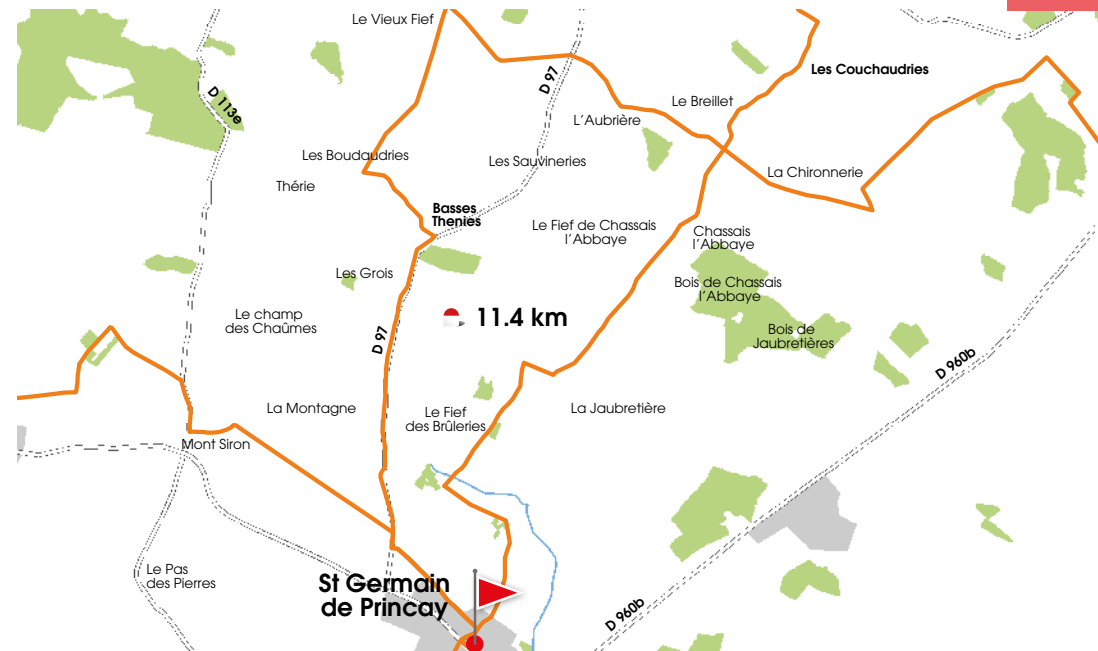 Le Vieux Fief
D 97
Les Couchaudries
D 113e
Le Breillet
L'Aubrière
Les Boudaudries
Les Sauvineries
La Chironnerie
Thérie
Basses
Thenies
Le Fief de Chassais
l'Abbaye
Chassais
l'Abbaye
Les Grois
Bois de Chassais
l'Abbaye
Le champ
des Chaûmes
11.4 km
Bois de
Jaubretières
D 97
D 960b
La Montagne
Le Fief
des Brûleries
La Jaubretière
Mont Siron
Le Pas
des Pierres
St Germain
de Princay
D 960b